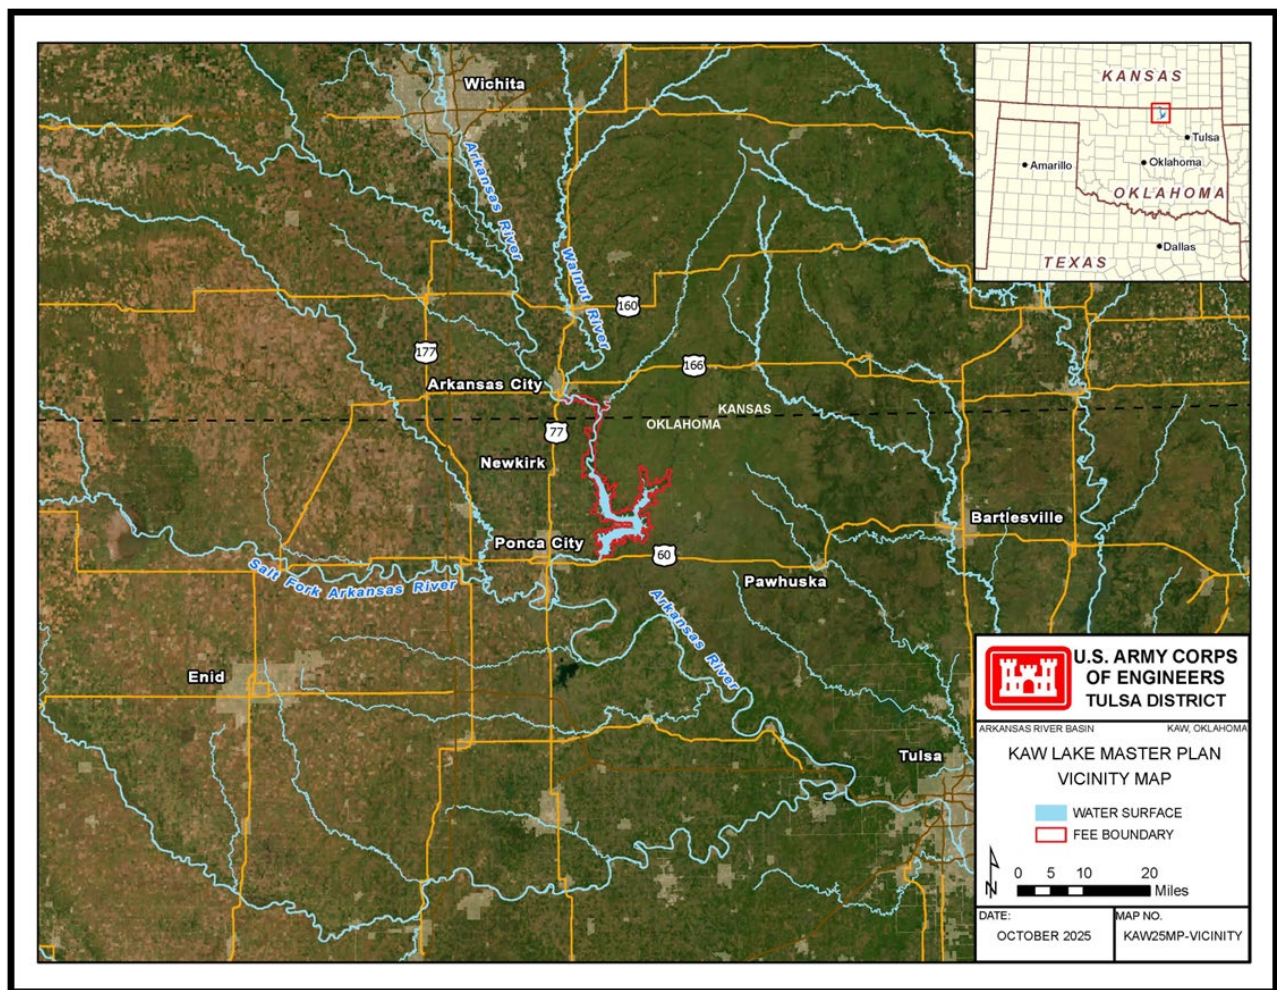 Wichita
Arkansas River
Walnut River
160
177
166
Arkansas City
KANSAS
OKLAHOMA
77
Newkirk
Ponca City
60
Bartlesville
Pawhuska
Salt Fork Arkansas River
Arkansas River
Enid
Tulsa
KANSAS
Tulsa
Amarillo
Oklahoma
OKLAHOMA
Dallas
TEXAS
U.S. ARMY CORPS
OF ENGINEERS
TULSA DISTRICT
ARKANSAS RIVER BASIN KAW, OKLAHOMA
KAW LAKE MASTER PLAN
VICINITY MAP
WATER SURFACE
FEE BOUNDARY
N
0 5 10 20
Miles
DATE: MAP NO.
OCTOBER 2025 KAW25MP-VICINITY